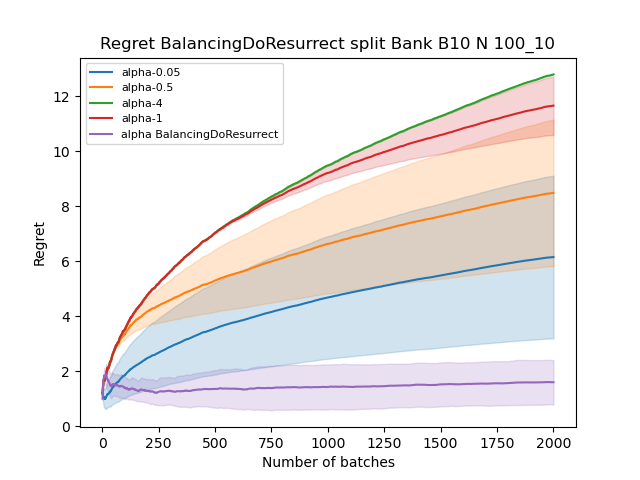 Regret BalancingDoResurrect split Bank B10 N 100_10
alpha-0.05
alpha-0.5
alpha-4
alpha-1
alpha BalancingDoResurrect
Regret
12
10
8
6
4
2
0
0 250 500 750 1000 1250 1500 1750 2000
Number of batches